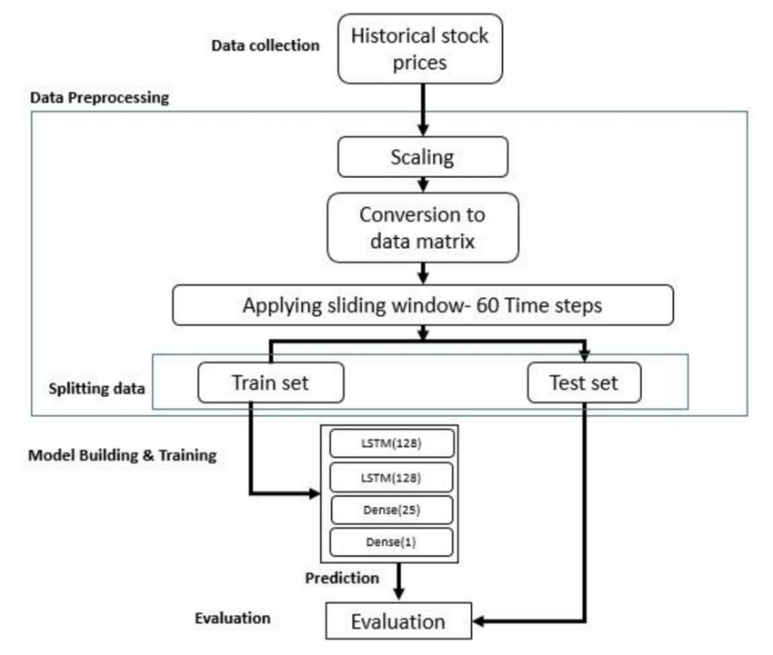 Data collection
Historical stock
prices
Data Preprocessing
Scaling
Conversion to
data matrix
Applying sliding window- 60 Time steps
Splitting data
Train set
Test set
Model Building & Training
LSTM(128)
LSTM(128)
Dense(25)
Dense(1)
Prediction
Evaluation
Evaluation